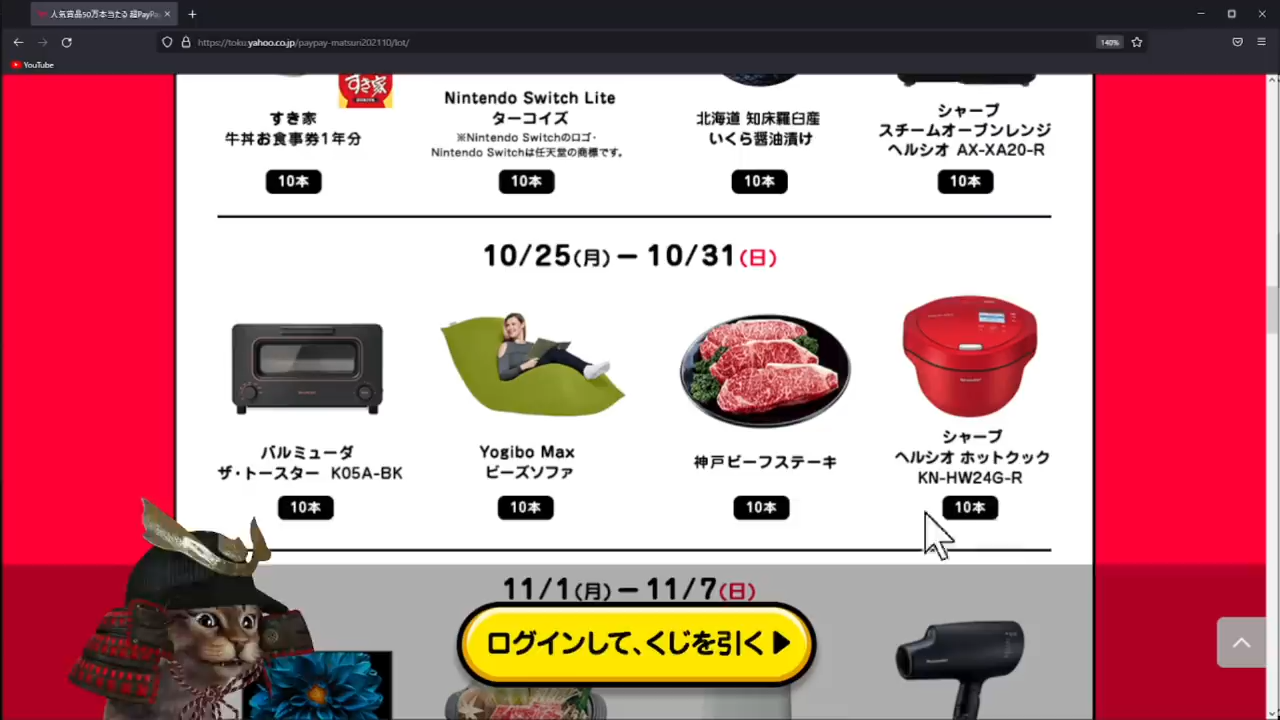 人気賞品50万本当たる 超PayPay
https://toku.yahoo.co.jp/paypay-matsuri202110/lot/
140%
YouTube
すき家
すき家
牛丼お食事券1年分
10本
Nintendo Switch Lite
ターコイズ
※Nintendo Switchのロゴ・
Nintendo Switchは任天堂の商標です。
10本
北海道 知床羅臼産
いくら醤油漬け
10本
シャープ
スチームオーブンレンジ
ヘルシオ AX-XA20-R
10本
10/25(月)－10/31(日)
バルミューダ
ザ・トースター K05A-BK
10本
Yogibo Max
ビーズソファ
10本
神戸ビーフステーキ
10本
シャープ
ヘルシオ ホットクック
KN-HW24G-R
10本
11/1(月)－11/7(日)
ログインして、くじを引く▶